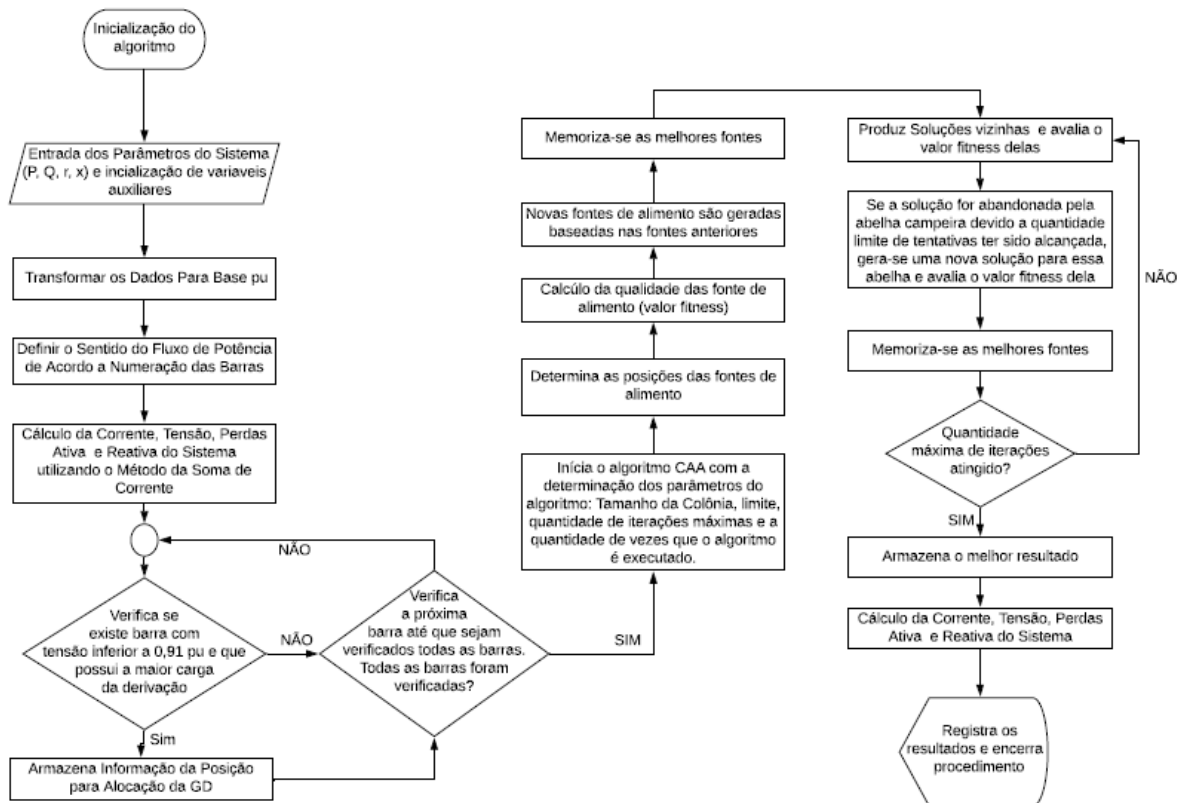 Inicialização do
algoritmo
Entrada dos Parâmetros do Sistema
(P, Q, r, x) e incialização de variaveis
auxiliares
Transformar os Dados Para Base pu
Definir o Sentido do Fluxo de Potência
de Acordo a Numeração das Barras
Cálculo da Corrente, Tensão, Perdas
Ativa e Reativa do Sistema
utilizando o Método da Soma de
Corrente
NÃO
Verifica se
existe barra com
tensão inferior a 0,91 pu e que
possui a maior carga
da derivação
NÃO
Sim
Armazena Informação da Posição
para Alocação da GD
Verifica
a próxima
barra até que sejam
verificados todas as barras.
Todas as barras foram
verificadas?
SIM
Inícia o algoritmo CAA com a
determinação dos parâmetros do
algoritmo: Tamanho da Colônia, limite,
quantidade de iterações máximas e a
quantidade de vezes que o algoritmo
é executado.
Determina as posições das fontes de
alimento
Calcúlo da qualidade das fonte de
alimento (valor fitness)
Novas fontes de alimento são geradas
baseadas nas fontes anteriores
Memoriza-se as melhores fontes
Produz Soluções vizinhas e avalia o
valor fitness delas
Se a solução for abandonada pela
abelha campeira devido a quantidade
limite de tentativas ter sido alcançada,
gera-se uma nova solução para essa
abelha e avalia o valor fitness dela
NÃO
Memoriza-se as melhores fontes
Quantidade
máxima de iterações
atingido?
SIM
Armazena o melhor resultado
Cálculo da Corrente, Tensão, Perdas
Ativa e Reativa do Sistema
Registra os
resultados e encerra
procedimento